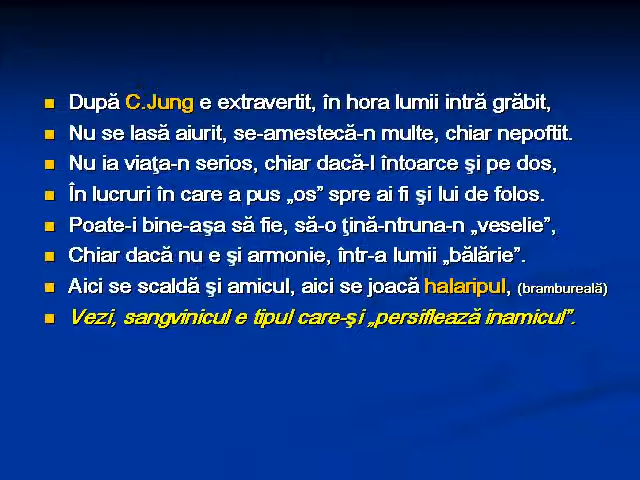 După C.Jung e extravertit, în hora lumii intră grăbit,
Nu se lasă aiurit, se-amestecă-n multe, chiar nepoftit.
Nu ia viaţa-n serios, chiar dacă-l întoarce şi pe dos,
În lucruri în care a pus „os” spre ai fi şi lui de folos.
Poate-i bine-aşa să fie, să-o ţină-ntruna-n „veselie”,
Chiar dacă nu e şi armonie, într-a lumii „bălărie”.
Aici se scaldă şi amicul, aici se joacă halaripul, (brambureală)
Vezi, sangvinicul e tipul care-şi „persiflează inamicul”.